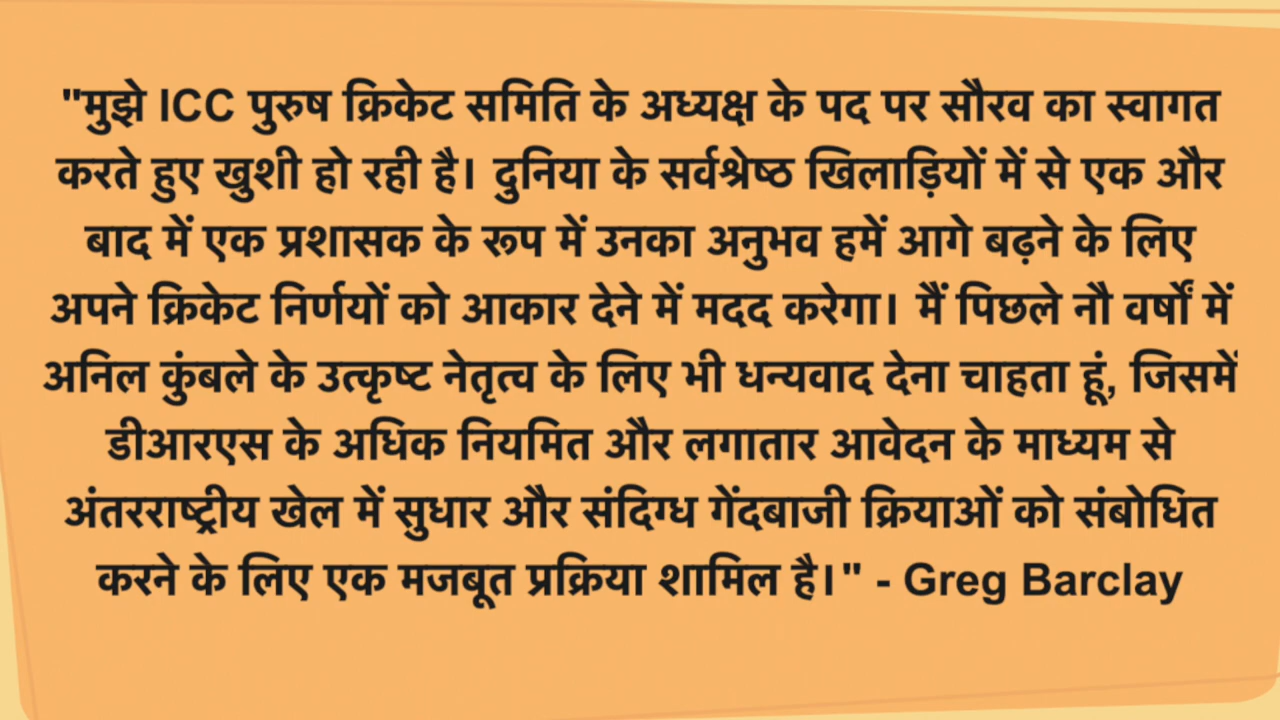 "मुझे ICC पुरुष क्रिकेट समिति के अध्यक्ष के पद पर सौरव का स्वागत
करते हुए खुशी हो रही है। दुनिया के सर्वश्रेष्ठ खिलाड़ियों में से एक और
बाद में एक प्रशासक के रूप में उनका अनुभव हमें आगे बढ़ने के लिए
अपने क्रिकेट निर्णयों को आकार देने में मदद करेगा। मैं पिछले नौ वर्षों में
अनिल कुंबले के उत्कृष्ट नेतृत्व के लिए भी धन्यवाद देना चाहता हूं, जिसमें
डीआरएस के अधिक नियमित और लगातार आवेदन के माध्यम से
अंतरराष्ट्रीय खेल में सुधार और संदिग्ध गेंदबाजी क्रियाओं को संबोधित
करने के लिए एक मजबूत प्रक्रिया शामिल है।" - Greg Barclay